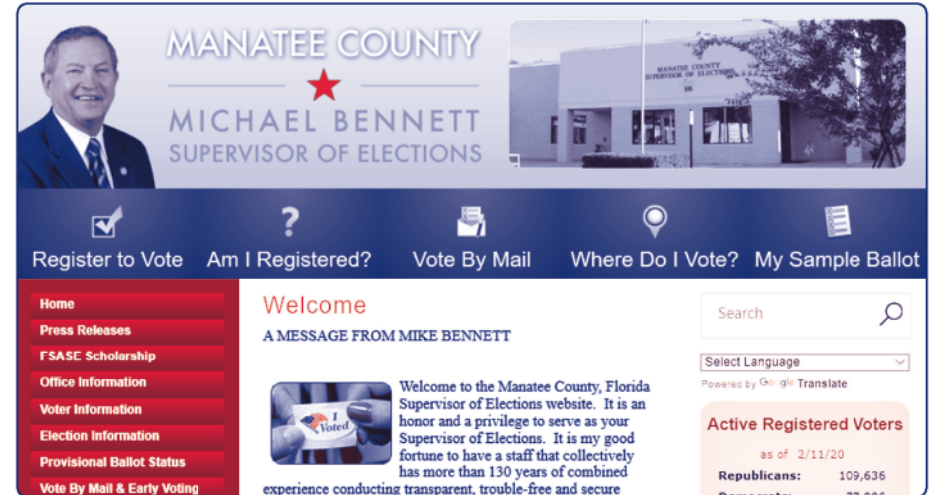 MANATEE COUNTY
MICHAEL BENNETT
SUPERVISOR OF ELECTIONS
MANATEE COUNTY
SUPERVISOR OF ELECTIONS
Register to Vote
Am I Registered?
Vote By Mail
Where Do I Vote?
My Sample Ballot
Home
Press Releases
FSASE Scholarship
Office Information
Voter Information
Election Information
Provisional Ballot Status
Vote By Mail & Early Voting
Welcome
A MESSAGE FROM MIKE BENNETT
I
Voted
Welcome to the Manatee County, Florida
Supervisor of Elections website. It is an
honor and a privilege to serve as your
Supervisor of Elections. It is my good
fortune to have a staff that collectively
has more than 130 years of combined
experience conducting transparent, trouble-free and secure
Search
Select Language
Powered by Google Translate
Active Registered Voters
as of 2/11/20
Republicans: 109,636